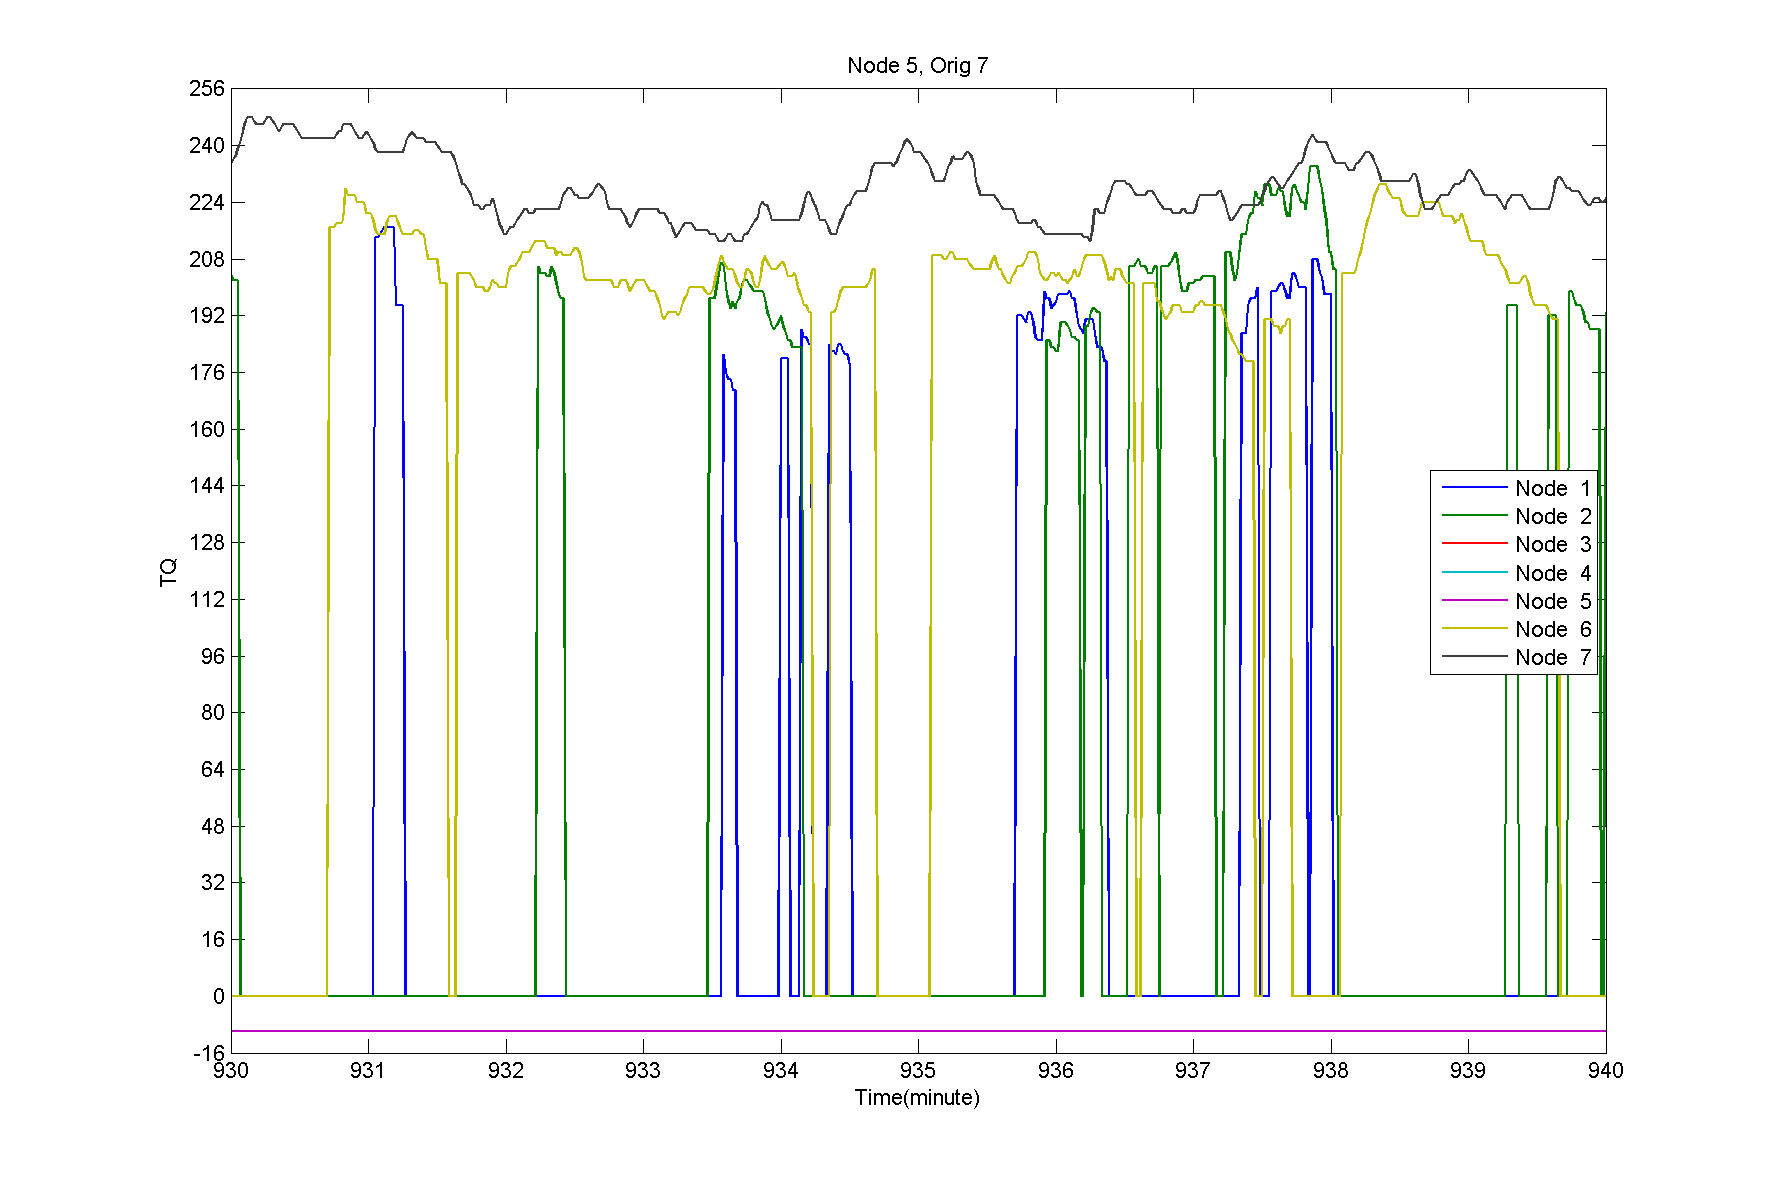 Node 5, Orig 7
256
240
224
208
192
176
160
144
128
112
96
80
64
48
32
16
0
-16
TQ
Node 1
Node 2
Node 3
Node 4
Node 5
Node 6
Node 7
930 931 932 933 934 935 936 937 938 939 940
Time(minute)